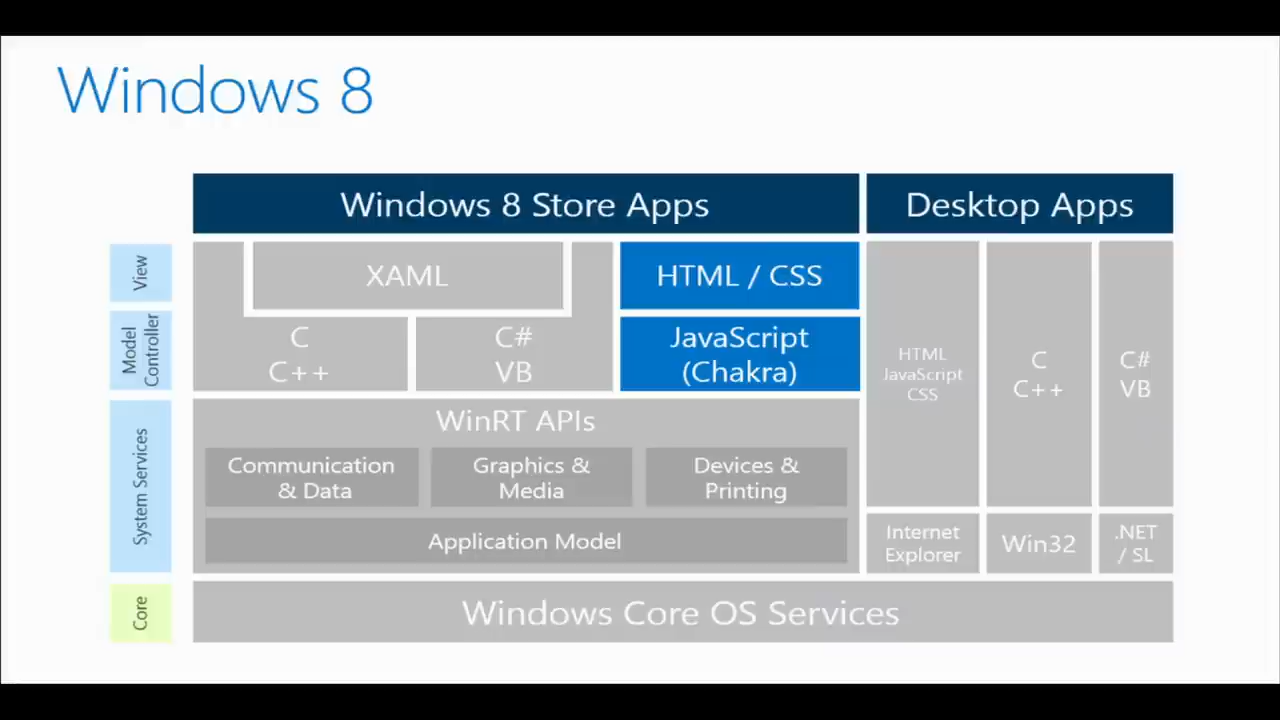 Windows 8
Windows 8 Store Apps
Desktop Apps
View
XAML
HTML / CSS
Model
Controller
C
C++
C#
VB
JavaScript
(Chakra)
HTML
JavaScript
CSS
C
C++
C#
VB
System Services
WinRT APIs
Communication
& Data
Graphics &
Media
Devices &
Printing
Application Model
Internet
Explorer
Win32
.NET
/ SL
Core
Windows Core OS Services